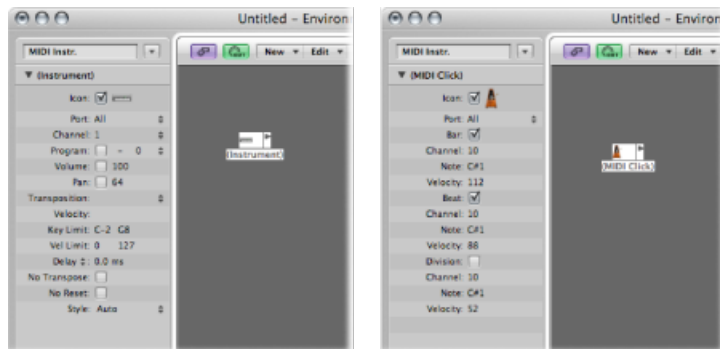 Untitled – Environ
MIDI Instr.
New
Edit
(Instrument)
Icon:
Port: All
Channel: 1
Program: - 0
Volume: 100
Pan: 64
Transposition:
Velocity:
Key Limit: C-2 G8
Vel Limit: 0 127
Delay: 0.0 ms
No Transpose:
No Reset:
Style: Auto
(Instrument)
Untitled – Environ
MIDI Instr.
New
Edit
(MIDI Click)
Icon:
Port: All
Bar:
Channel: 10
Note: C#1
Velocity: 112
Beat:
Channel: 10
Note: C#1
Velocity: 88
Division:
Channel: 10
Note: C#1
Velocity: 52
(MIDI Click)